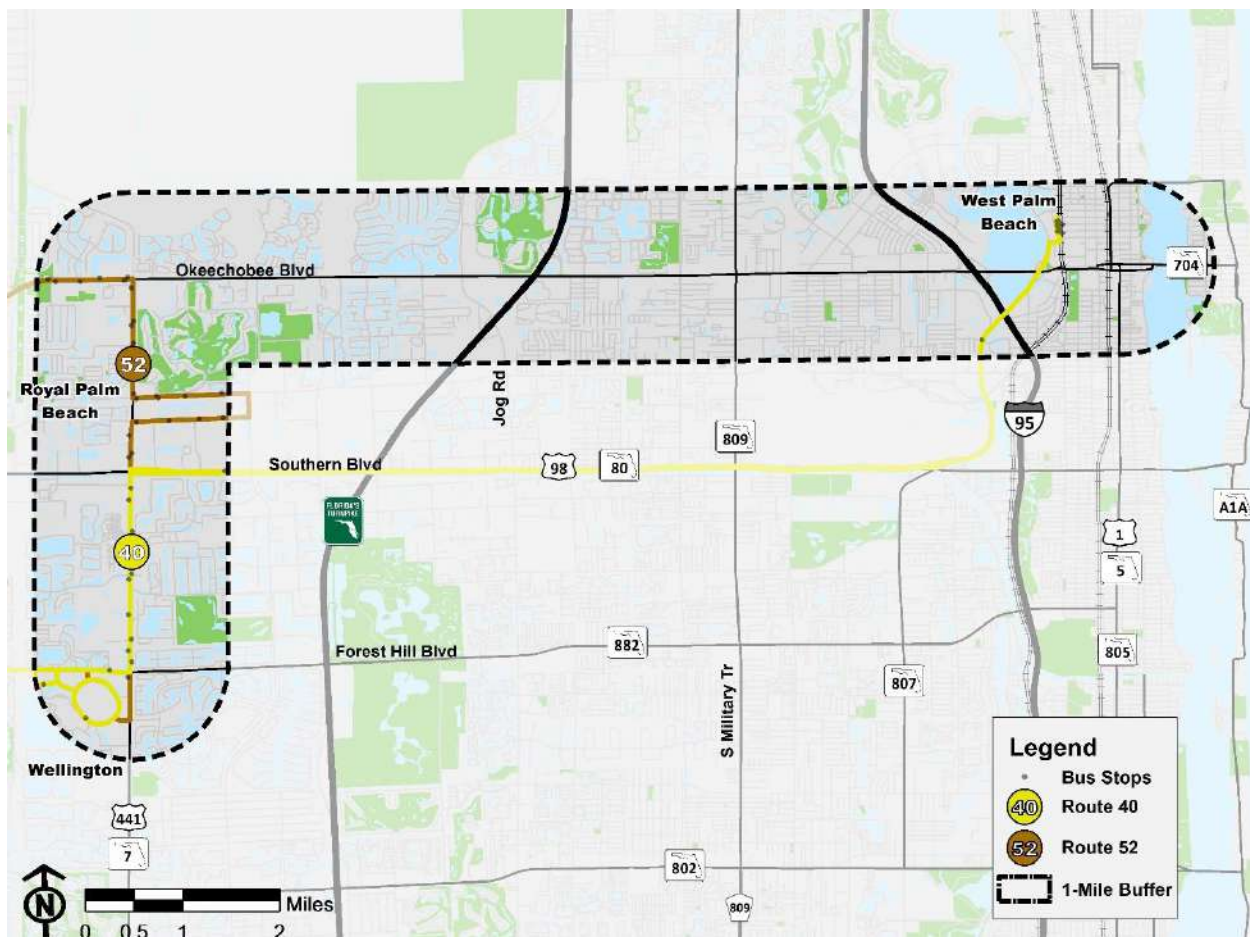 West Palm
Beach
Okeechobee Blvd
704
52
Royal Palm
Beach
Jog Rd
95
809
Southern Blvd
98
80
FLORIDA'S
TURNPIKE
A1A
40
1
5
882
Forest Hill Blvd
805
807
S Military Tr
Wellington
441
7
802
809
N
Miles
0 0.5 1 2
Legend
Bus Stops
40 Route 40
52 Route 52
1-Mile Buffer